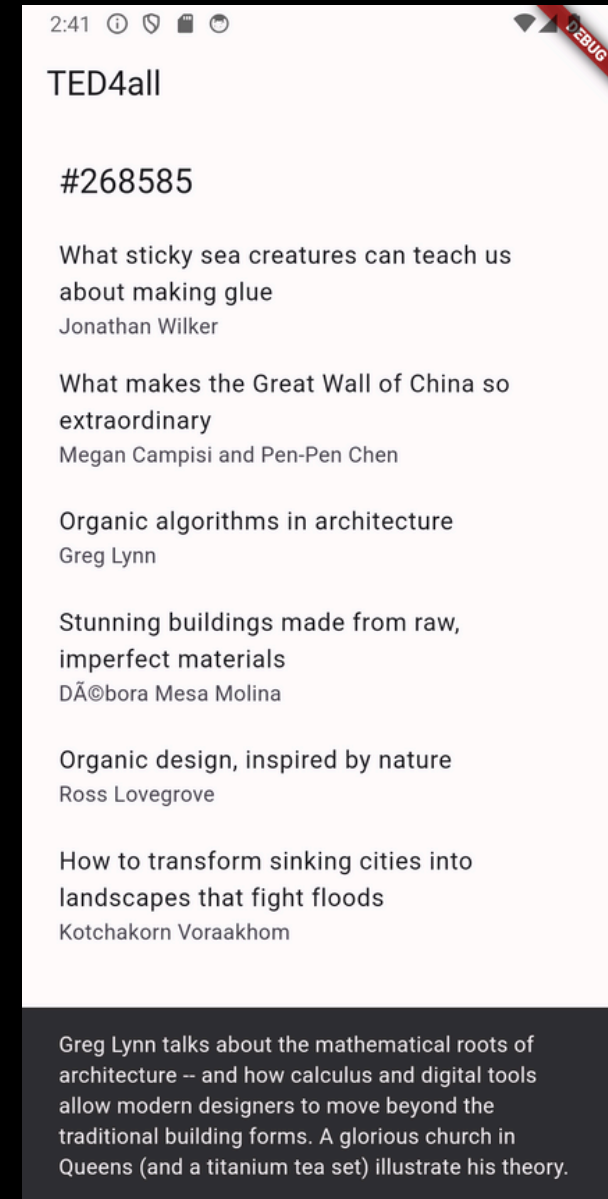 2:41
DEBUG
TED4all
#268585
What sticky sea creatures can teach us
about making glue
Jonathan Wilker
What makes the Great Wall of China so
extraordinary
Megan Campisi and Pen-Pen Chen
Organic algorithms in architecture
Greg Lynn
Stunning buildings made from raw,
imperfect materials
DÃ©bora Mesa Molina
Organic design, inspired by nature
Ross Lovegrove
How to transform sinking cities into
landscapes that fight floods
Kotchakorn Voraakhom
Greg Lynn talks about the mathematical roots of
architecture -- and how calculus and digital tools
allow modern designers to move beyond the
traditional building forms. A glorious church in
Queens (and a titanium tea set) illustrate his theory.